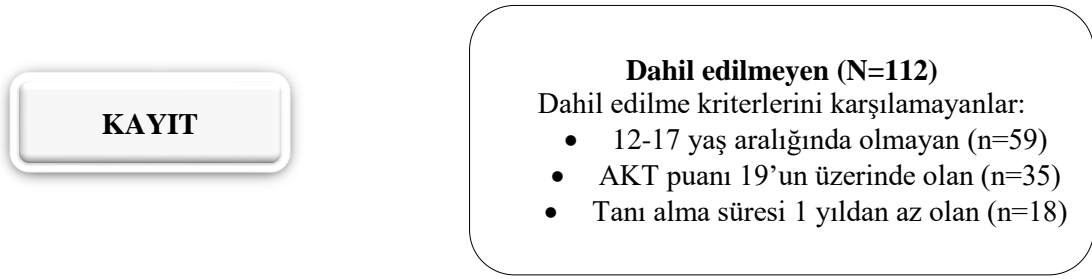 KAYIT
Dahil edilmeyen (N=112)
Dahil edilme kriterlerini karşılamayanlar:
• 12-17 yaş aralığında olmayan (n=59)
• AKT puanı 19’un üzerinde olan (n=35)
• Tanı alma süresi 1 yıldan az olan (n=18)